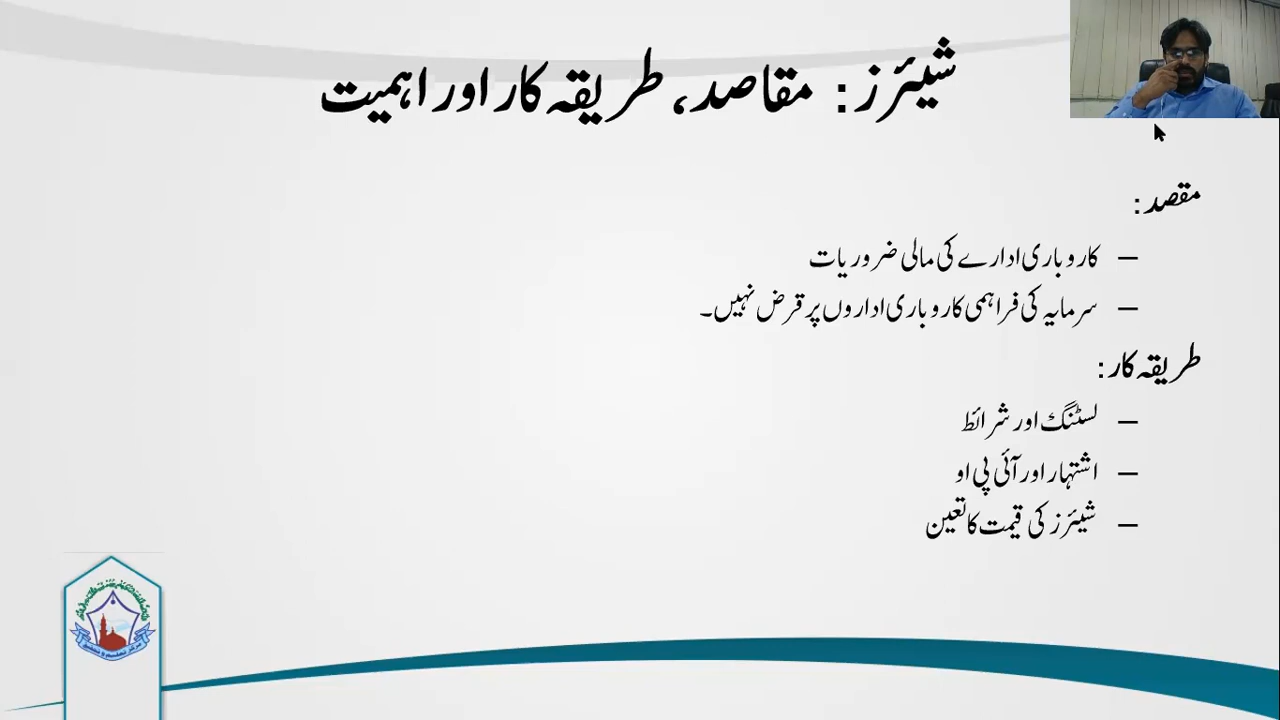 شیئرز: مقاصد، طریقہ کار اور اہمیت
مقصد:
– کاروباری ادارے کی مالی ضروریات
– سرمایہ کی فراہمی کاروباری اداروں پر قرض نہیں۔
طریقہ کار:
– لسٹنگ اور شرائط
– اشتہار اور آئی پی او
– شیئرز کی قیمت کا تعین